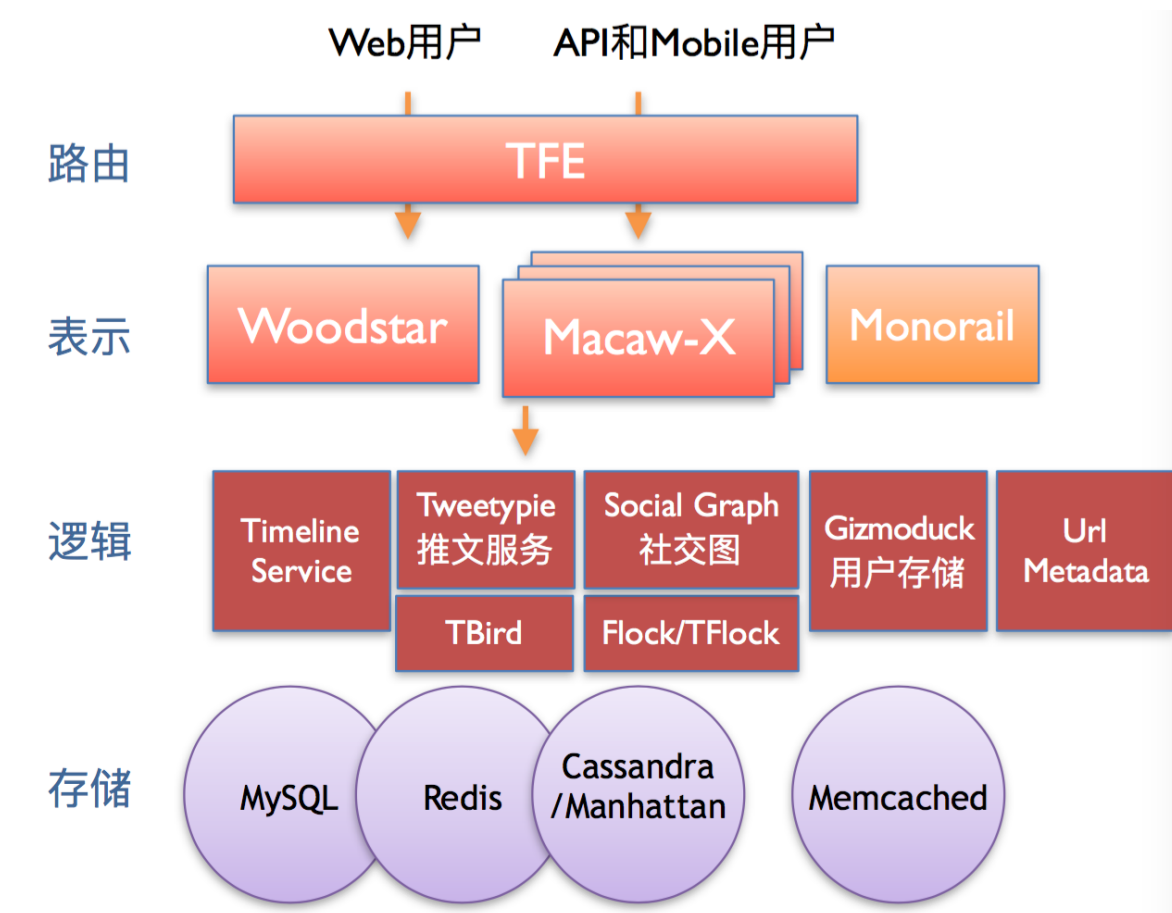 Web用户
API和Mobile用户
路由
TFE
表示
Woodstar
Macaw-X
Monorail
逻辑
Timeline
Service
Tweetypie
推文服务
Social Graph
社交图
Gizmoduck
用户存储
Url
Metadata
TBird
Flock/TFlock
存储
MySQL
Redis
Cassandra
/Manhattan
Memcached